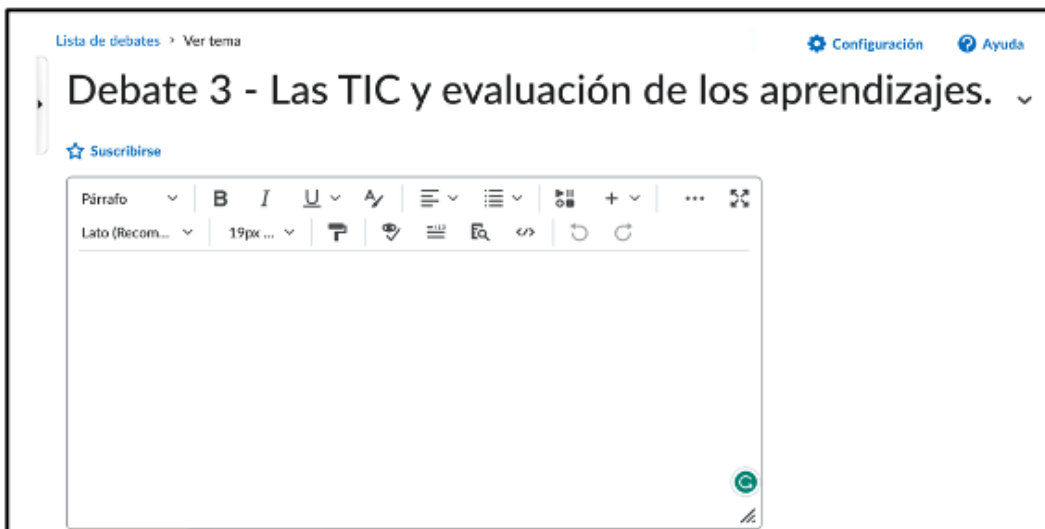 Lista de debates > Ver tema
Configuración
Ayuda
Debate 3 - Las TIC y evaluación de los aprendizajes.
Suscribirse
Párrafo
Lato (Recom...
19px ...